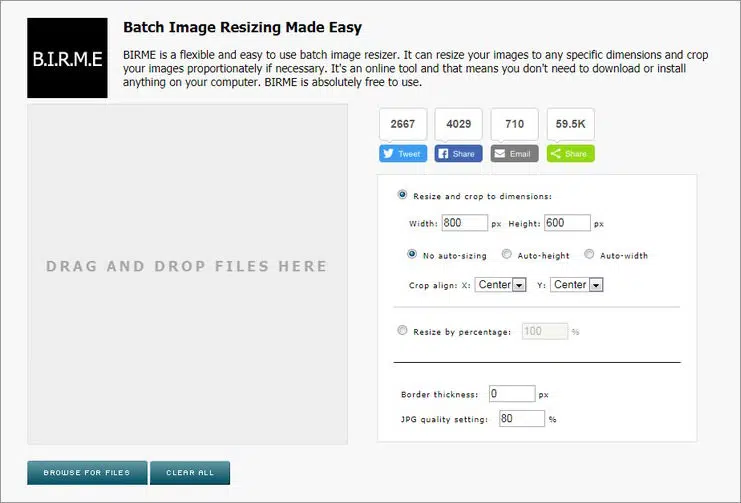 B.I.R.M.E
Batch Image Resizing Made Easy
BIRME is a flexible and easy to use batch image resizer. It can resize your images to any specific dimensions and crop
your images proportionately if necessary. It's an online tool and that means you don't need to download or install
anything on your computer. BIRME is absolutely free to use.
2667 4029 710 59.5K
Tweet Share Email Share
DRAG AND DROP FILES HERE
Resize and crop to dimensions:
Width: 800 px Height: 600 px
No auto-sizing Auto-height Auto-width
Crop align: X: Center Y: Center
Resize by percentage: 100 %
Border thickness: 0 px
JPG quality setting: 80 %
BROWSE FOR FILES CLEAR ALL